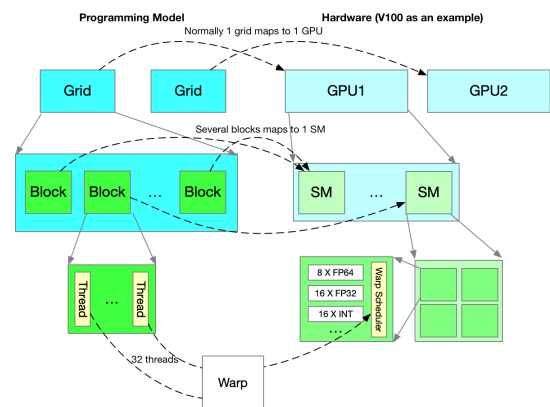 Programming Model
Hardware (V100 as an example)
Normally 1 grid maps to 1 GPU
Grid
Grid
GPU1
GPU2
Several blocks maps to 1 SM
Block
Block
...
Block
SM
...
SM
Thread
...
Thread
8 X FP64
16 X FP32
16 X INT
...
Warp Scheduler
32 threads
Warp